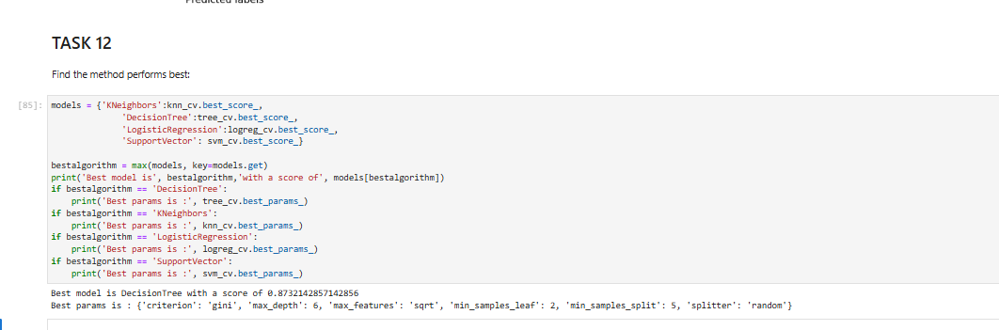 Predicted labels
TASK 12
Find the method performs best:
[85]: models = {'KNeighbors':knn_cv.best_score_,
'DecisionTree':tree_cv.best_score_,
'LogisticRegression':logreg_cv.best_score_,
'SupportVector': svm_cv.best_score_}
bestalgorithm = max(models, key=models.get)
print('Best model is', bestalgorithm,'with a score of', models[bestalgorithm])
if bestalgorithm == 'DecisionTree':
print('Best params is :', tree_cv.best_params_)
if bestalgorithm == 'KNeighbors':
print('Best params is :', knn_cv.best_params_)
if bestalgorithm == 'LogisticRegression':
print('Best params is :', logreg_cv.best_params_)
if bestalgorithm == 'SupportVector':
print('Best params is :', svm_cv.best_params_)
Best model is DecisionTree with a score of 0.8732142857142856
Best params is : {'criterion': 'gini', 'max_depth': 6, 'max_features': 'sqrt', 'min_samples_leaf': 2, 'min_samples_split': 5, 'splitter': 'random'}